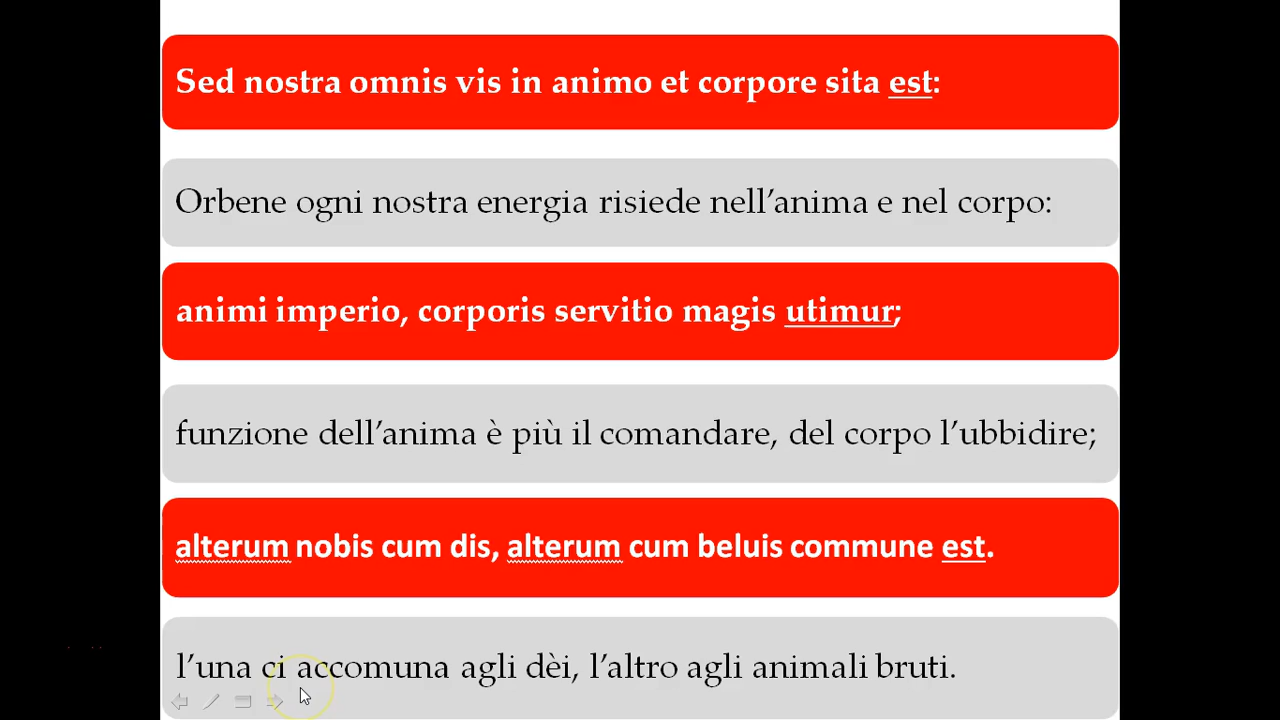 Sed nostra omnis vis in animo et corpore sita est:
Orbene ogni nostra energia risiede nell’anima e nel corpo:
animi imperio, corporis servitio magis utimur;
funzione dell’anima è più il comandare, del corpo l’ubbidire;
alterum nobis cum dis, alterum cum beluis commune est.
l’una ci accomuna agli dèi, l’altro agli animali bruti.